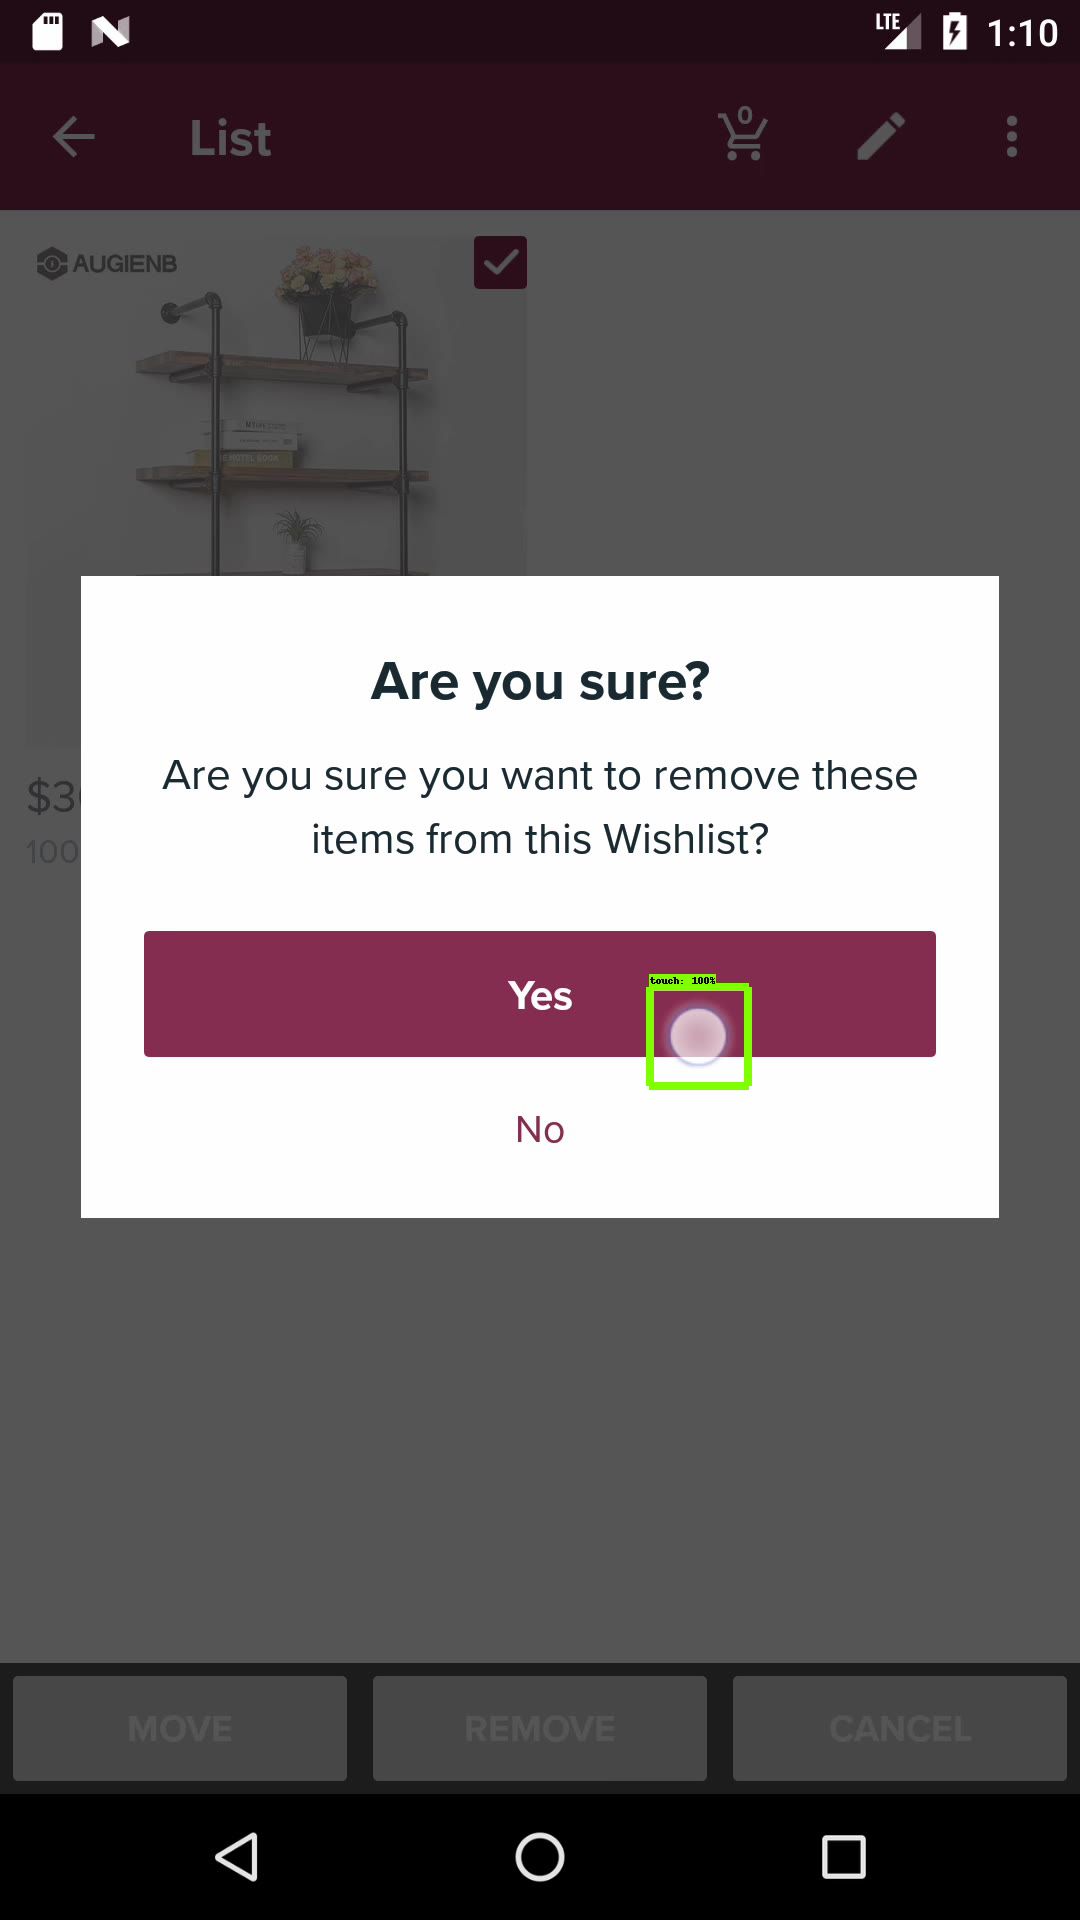 LTE 1:10
List
0
AUGIENB
Are you sure?
Are you sure you want to remove these
items from this Wishlist?
$3
100
Yes
touch: 100%
No
MOVE REMOVE CANCEL